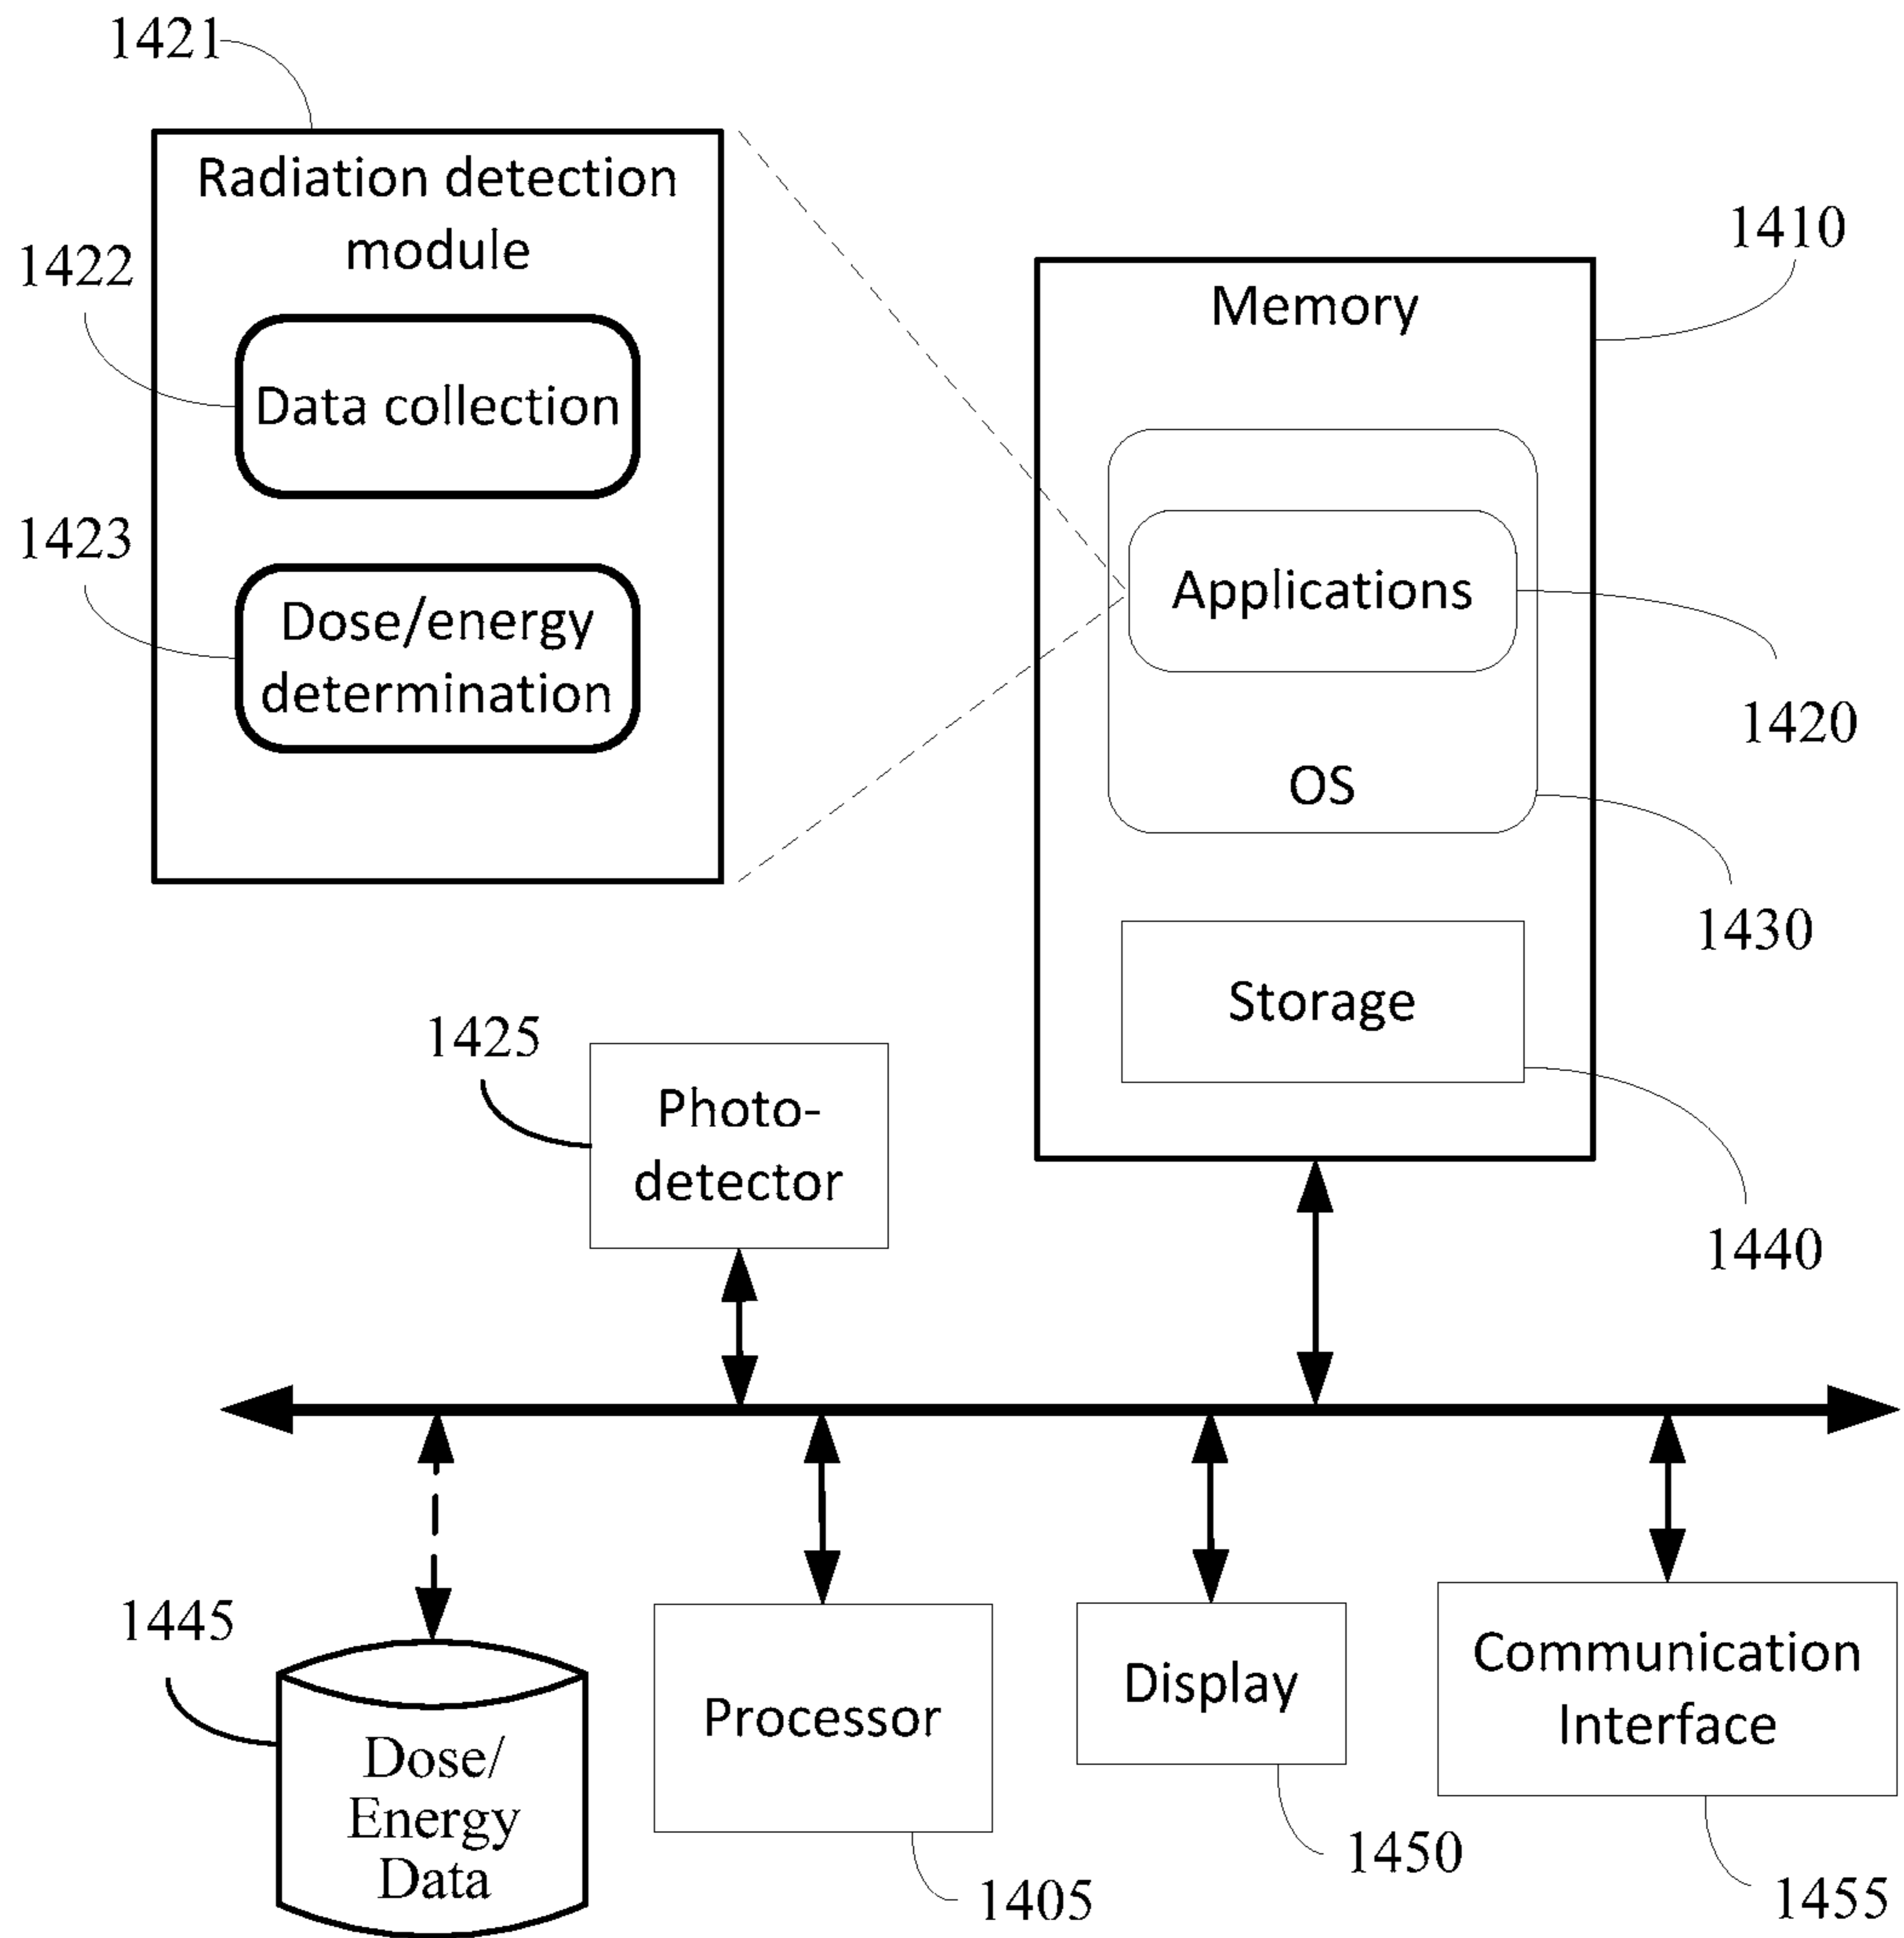 1421
Radiation detection
module
1422
Data collection
1423
Dose/energy
determination
1410
Memory
Applications
1420
OS
1430
Storage
1440
1425
Photo-
detector
1445
Dose/
Energy
Data
Processor
1405
Display
1450
Communication
Interface
1455